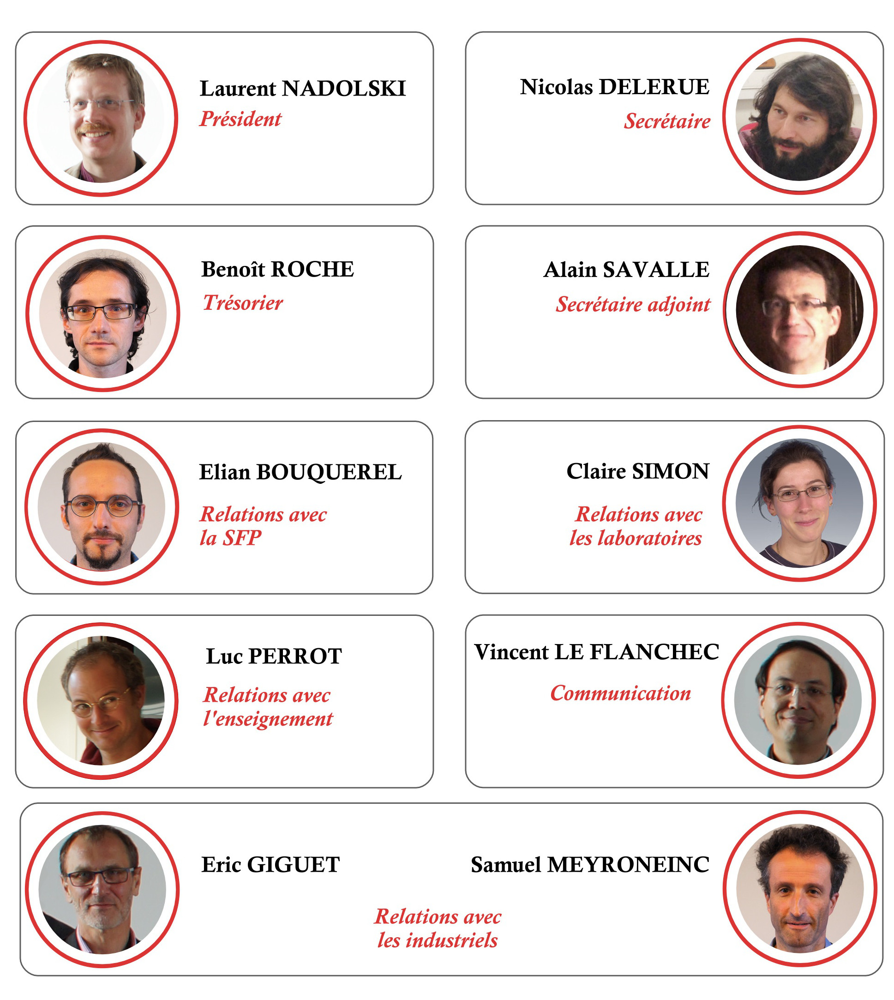 Laurent NADOLSKI
Président
Nicolas DELERUE
Secrétaire
Benoît ROCHE
Trésorier
Alain SAVALLE
Secrétaire adjoint
Elian BOUQUEREL
Relations avec
la SFP
Claire SIMON
Relations avec
les laboratoires
Luc PERROT
Relations avec
l'enseignement
Vincent LE FLANCHEC
Communication
Eric GIGUET
Samuel MEYRONEINC
Relations avec
les industriels